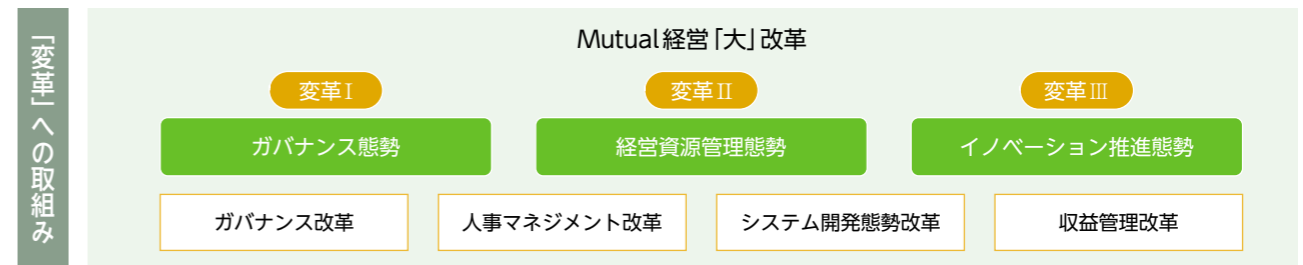 「変革」への取組み
Mutual経営「大」改革
変革Ⅰ
変革Ⅱ
変革Ⅲ
ガバナンス態勢
経営資源管理態勢
イノベーション推進態勢
ガバナンス改革
人事マネジメント改革
システム開発態勢改革
収益管理改革